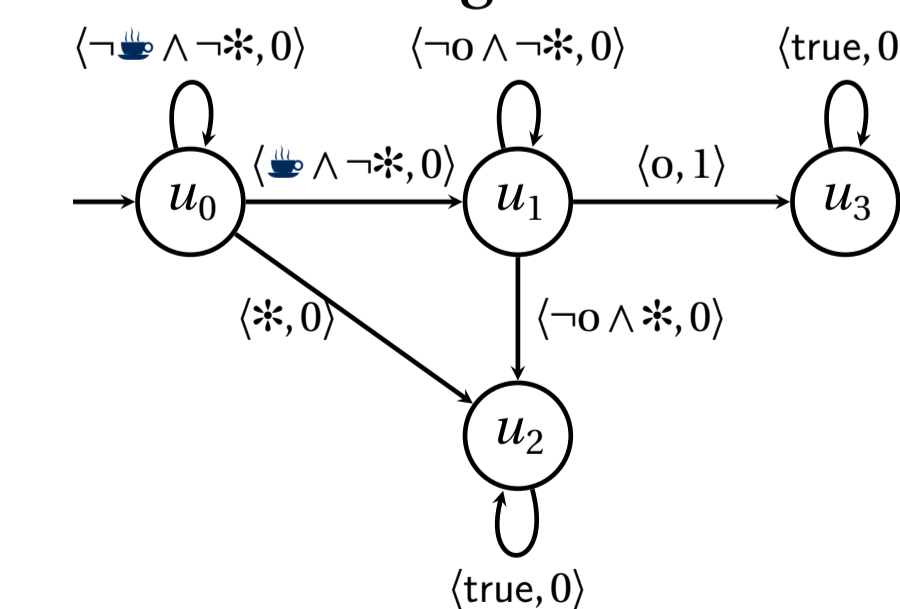 ⟨¬☕ ∧ ¬✻, 0⟩ ⟨¬o ∧ ¬✻, 0⟩ ⟨true, 0
⟨☕ ∧ ¬✻, 0⟩ ⟨o, 1⟩
u₀ u₁ u₃
⟨✻, 0⟩ ⟨¬o ∧ ✻, 0⟩
u₂
⟨true, 0⟩